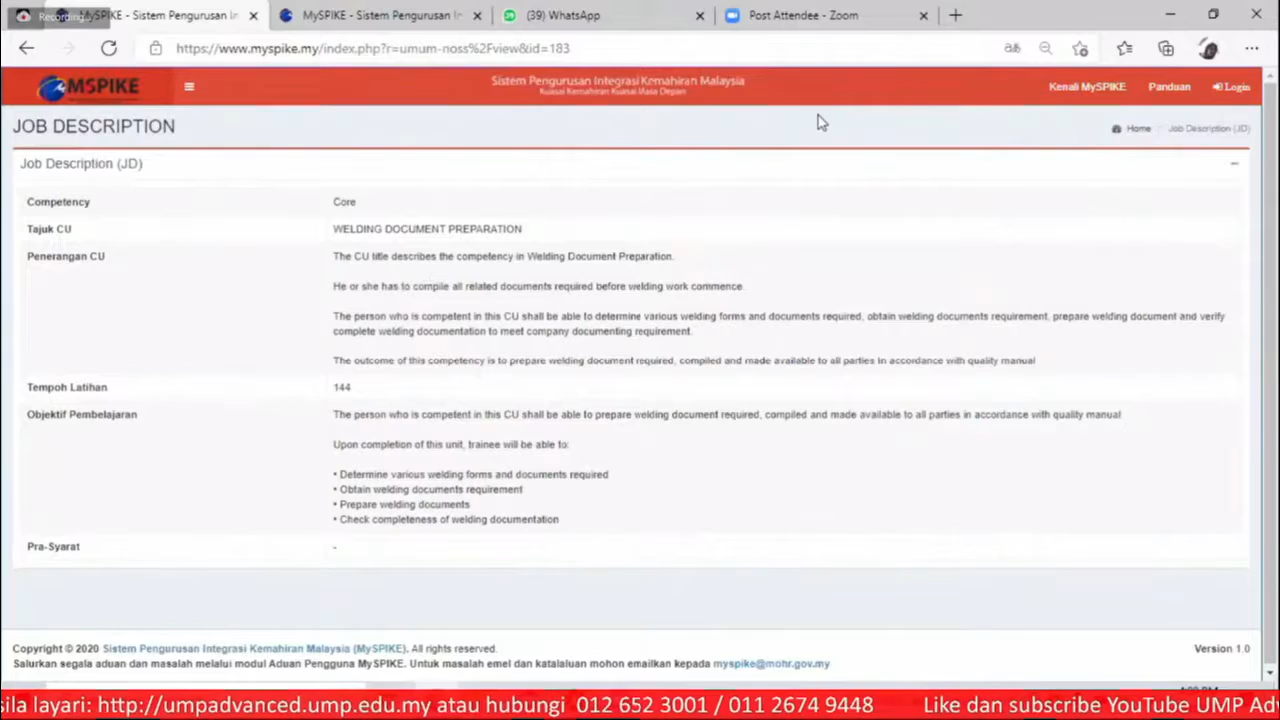 Recording
MySPIKE - Sistem Pengurusan In
MySPIKE - Sistem Pengurusan In
(39) WhatsApp
Post Attendee - Zoom
https://www.myspike.my/index.php?r=umum-noss%2Fview&id=183
MSPIKE
Sistem Pengurusan Integrasi Kemahiran Malaysia
Kuasai Kemahiran Kuasai Masa Depan
Kenali MySPIKE
Panduan
Login
JOB DESCRIPTION
Home
Job Description (JD)
Job Description (JD)
Competency
Core
Tajuk CU
WELDING DOCUMENT PREPARATION
Penerangan CU
The CU title describes the competency in Welding Document Preparation.
He or she has to compile all related documents required before welding work commence
The person who is competent in this CU shall be able to determine various welding forms and documents required, obtain welding documents requirement, prepare welding document and verify
complete welding documentation to meet company documenting requirement.
The outcome of this competency is to prepare welding document required, compiled and made available to all parties in accordance with quality manual
Tempoh Latihan
144
Objektif Pembelajaran
The person who is competent in this CU shall be able to prepare welding document required, compiled and made available to all parties in accordance with quality manual
Upon completion of this unit, trainee will be able to:
• Determine various welding forms and documents required
• Obtain welding documents requirement
• Prepare welding documents
• Check completeness of welding documentation
Pra-Syarat
-
Copyright © 2020 Sistem Pengurusan Integrasi Kemahiran Malaysia (MySPIKE). All rights reserved.
Version 1.0
Salurkan segala aduan dan masalah melalui modul Aduan Pengguna MySPIKE. Untuk masalah emel dan katalaluan mohon emailkan kepada myspike@mohr.gov.my
sila layari: http://umpadvanced.ump.edu.my atau hubungi 012 652 3001 / 011 2674 9448 Like dan subscribe YouTube UMP Ad